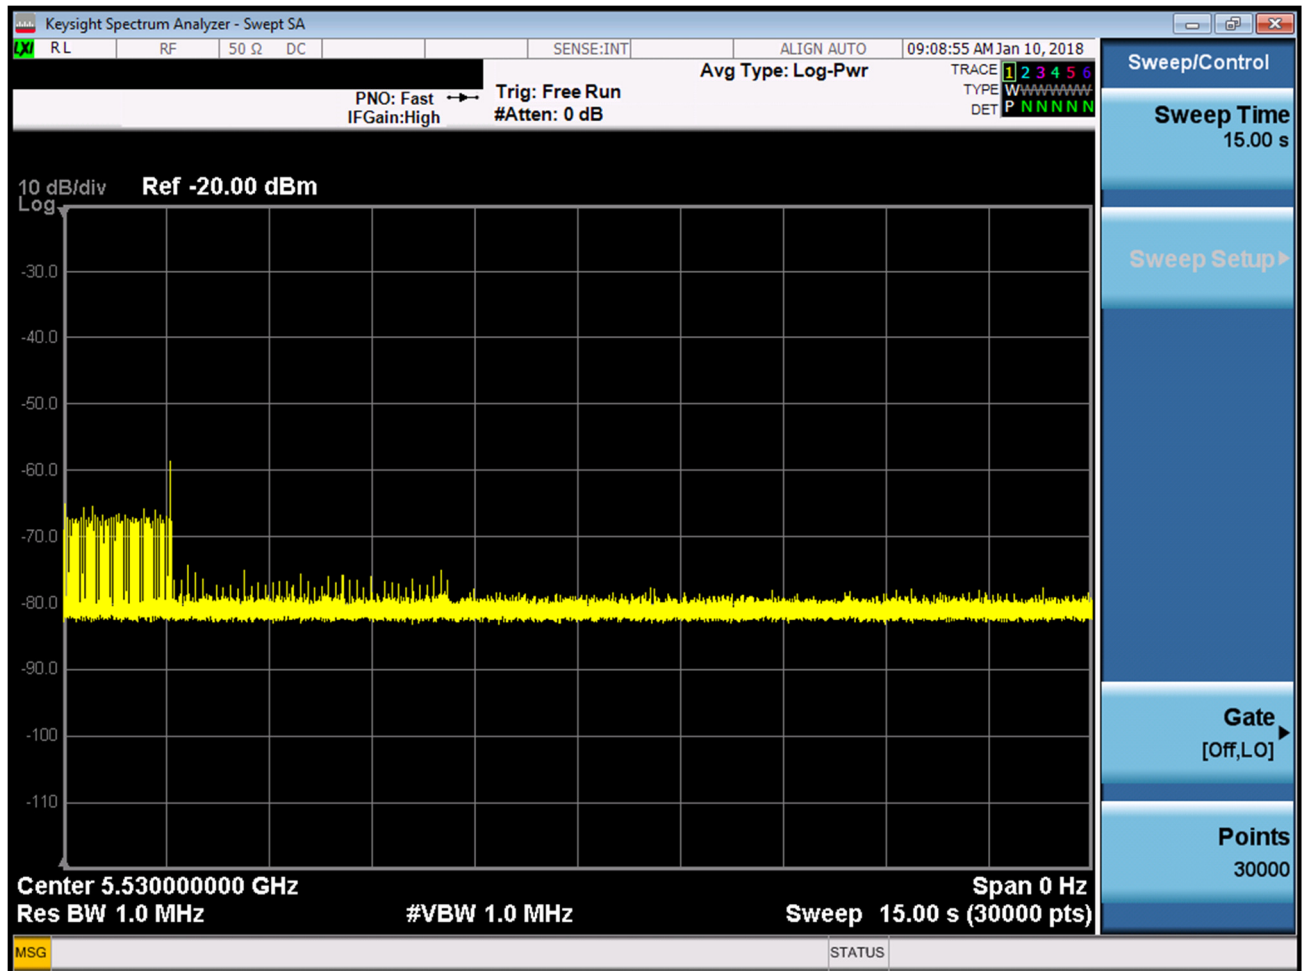 Keysight Spectrum Analyzer - Swept SA
LXI RL RF 50 Ω DC SENSE:INT ALIGN AUTO 09:08:55 AM Jan 10, 2018
Avg Type: Log-Pwr
TRACE 1 2 3 4 5 6
PNO: Fast Trig: Free Run
TYPE WWWWWW
IFGain:High #Atten: 0 dB
DET P N N N N N
10 dB/div Ref -20.00 dBm
Log
-30.0
-40.0
-50.0
-60.0
-70.0
-80.0
-90.0
-100
-110
Center 5.530000000 GHz Span 0 Hz
Res BW 1.0 MHz #VBW 1.0 MHz Sweep 15.00 s (30000 pts)
MSG STATUS
Sweep/Control
Sweep Time
15.00 s
Sweep Setup
Gate
[Off,LO]
Points
30000